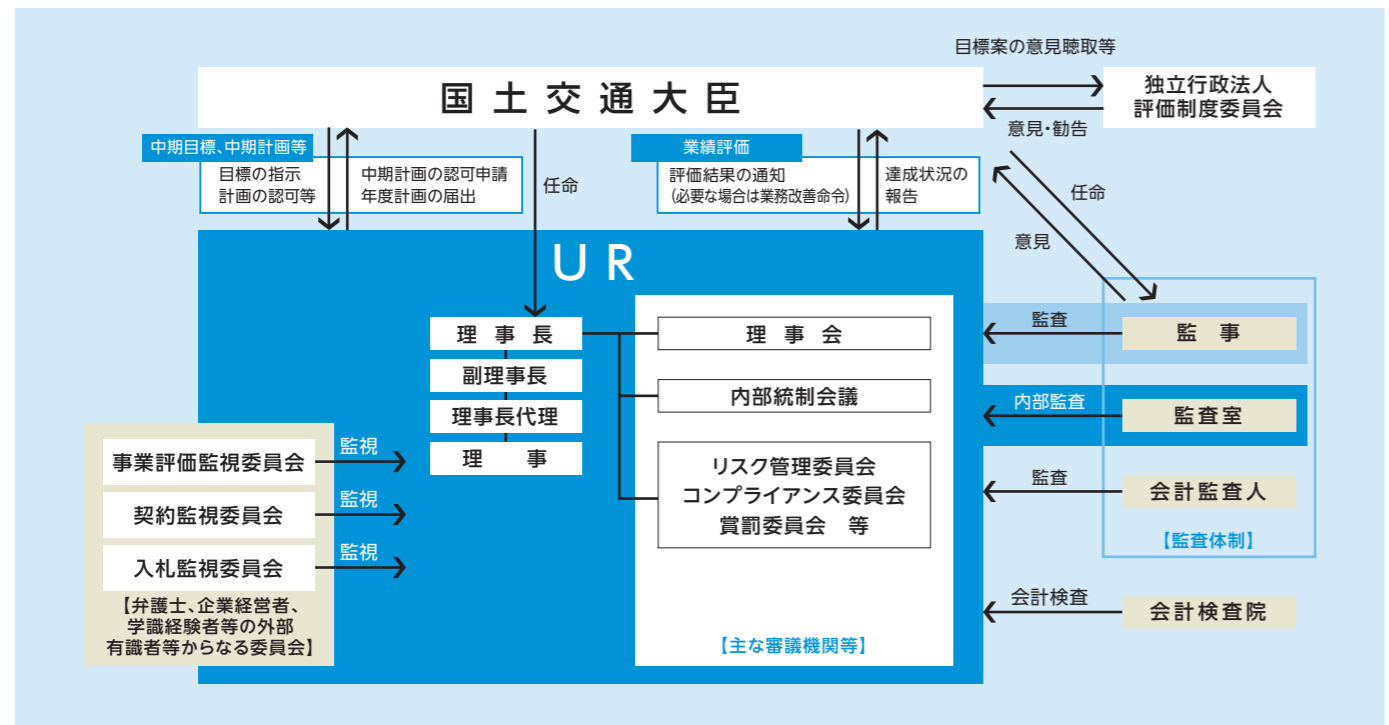 目標案の意見聴取等
国土交通大臣
独立行政法人
評価制度委員会
意見・勧告
中期目標、中期計画等
目標の指示
計画の認可等
中期計画の認可申請
年度計画の届出
任命
業績評価
評価結果の通知
(必要な場合は業務改善命令)
達成状況の
報告
任命
意見
UR
理事長
副理事長
理事長代理
理事
理事会
内部統制会議
リスク管理委員会
コンプライアンス委員会
賞罰委員会 等
【主な審議機関等】
監査
監事
内部監査
監査室
監査
会計監査人
【監査体制】
会計検査
会計検査院
事業評価監視委員会
監視
契約監視委員会
監視
入札監視委員会
監視
【弁護士、企業経営者、
学識経験者等の外部
有識者等からなる委員会】